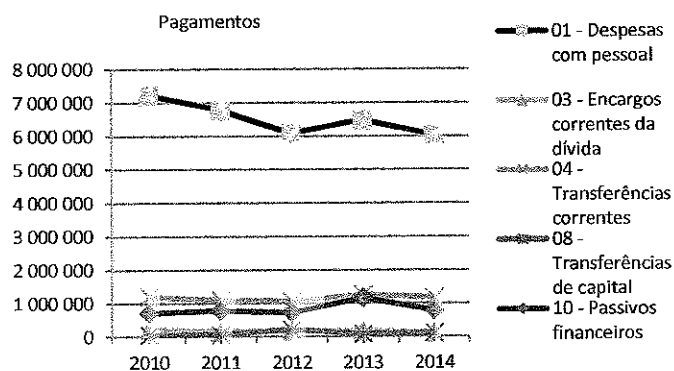 Pagamentos
8 000 000
7 000 000
6 000 000
5 000 000
4 000 000
3 000 000
2 000 000
1 000 000
0
2010 2011 2012 2013 2014
01 - Despesas
com pessoal
03 - Encargos
correntes da
dívida
04 -
Transferências
correntes
08 -
Transferências
de capital
10 - Passivos
financeiros